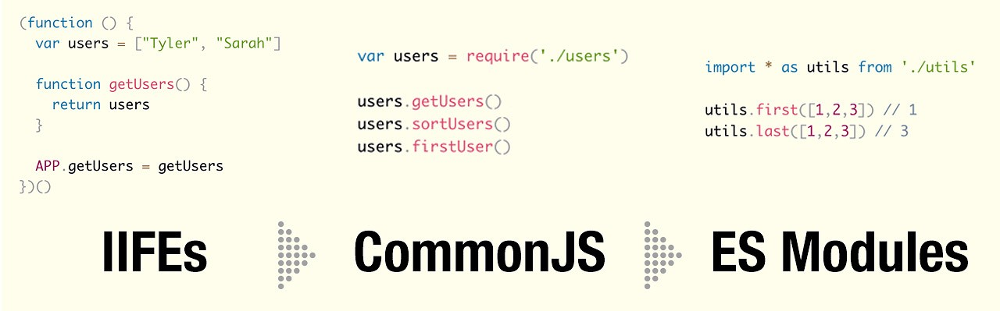 (function () {
  var users = ["Tyler", "Sarah"]

  function getUsers() {
    return users
  }

  APP.getUsers = getUsers
})()
IIFEs
var users = require('./users')

users.getUsers()
users.sortUsers()
users.firstUser()
CommonJS
import * as utils from './utils'

utils.first([1,2,3]) // 1
utils.last([1,2,3]) // 3
ES Modules